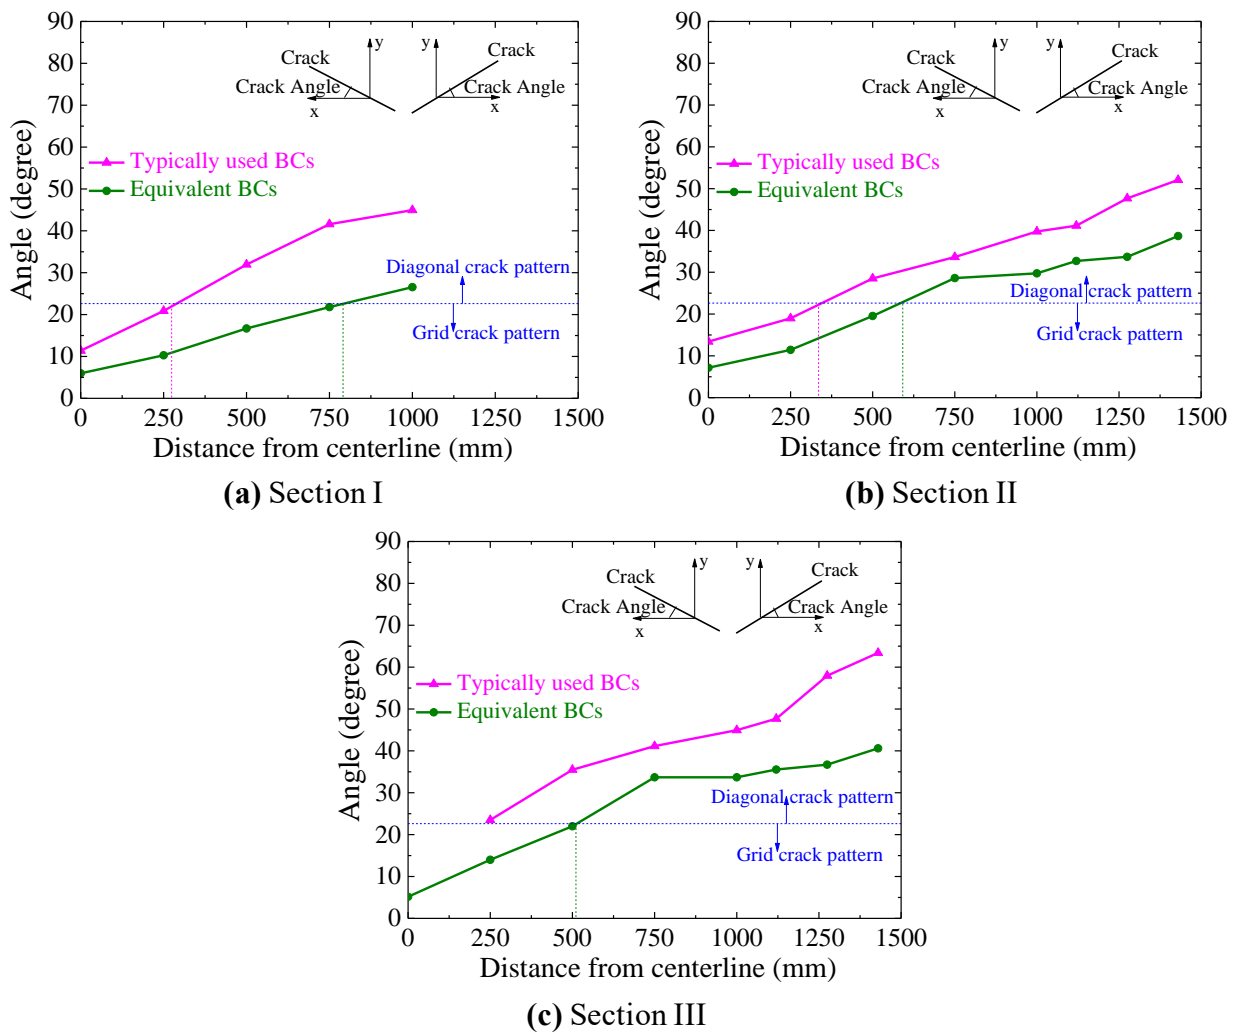 90
80
70
60
50
40
30
20
10
0
Angle (degree)
Crack
Crack Angle
y
x
y
Crack
Crack Angle
x
Typically used BCs
Equivalent BCs
Diagonal crack pattern
Grid crack pattern
0 250 500 750 1000 1250 1500
Distance from centerline (mm)
(a) Section I
90
80
70
60
50
40
30
20
10
0
Angle (degree)
Crack
Crack Angle
y
x
y
Crack
Crack Angle
x
Typically used BCs
Equivalent BCs
Diagonal crack pattern
Grid crack pattern
0 250 500 750 1000 1250 1500
Distance from centerline (mm)
(b) Section II
90
80
70
60
50
40
30
20
10
0
Angle (degree)
Crack
Crack Angle
y
x
y
Crack
Crack Angle
x
Typically used BCs
Equivalent BCs
Diagonal crack pattern
Grid crack pattern
0 250 500 750 1000 1250 1500
Distance from centerline (mm)
(c) Section III